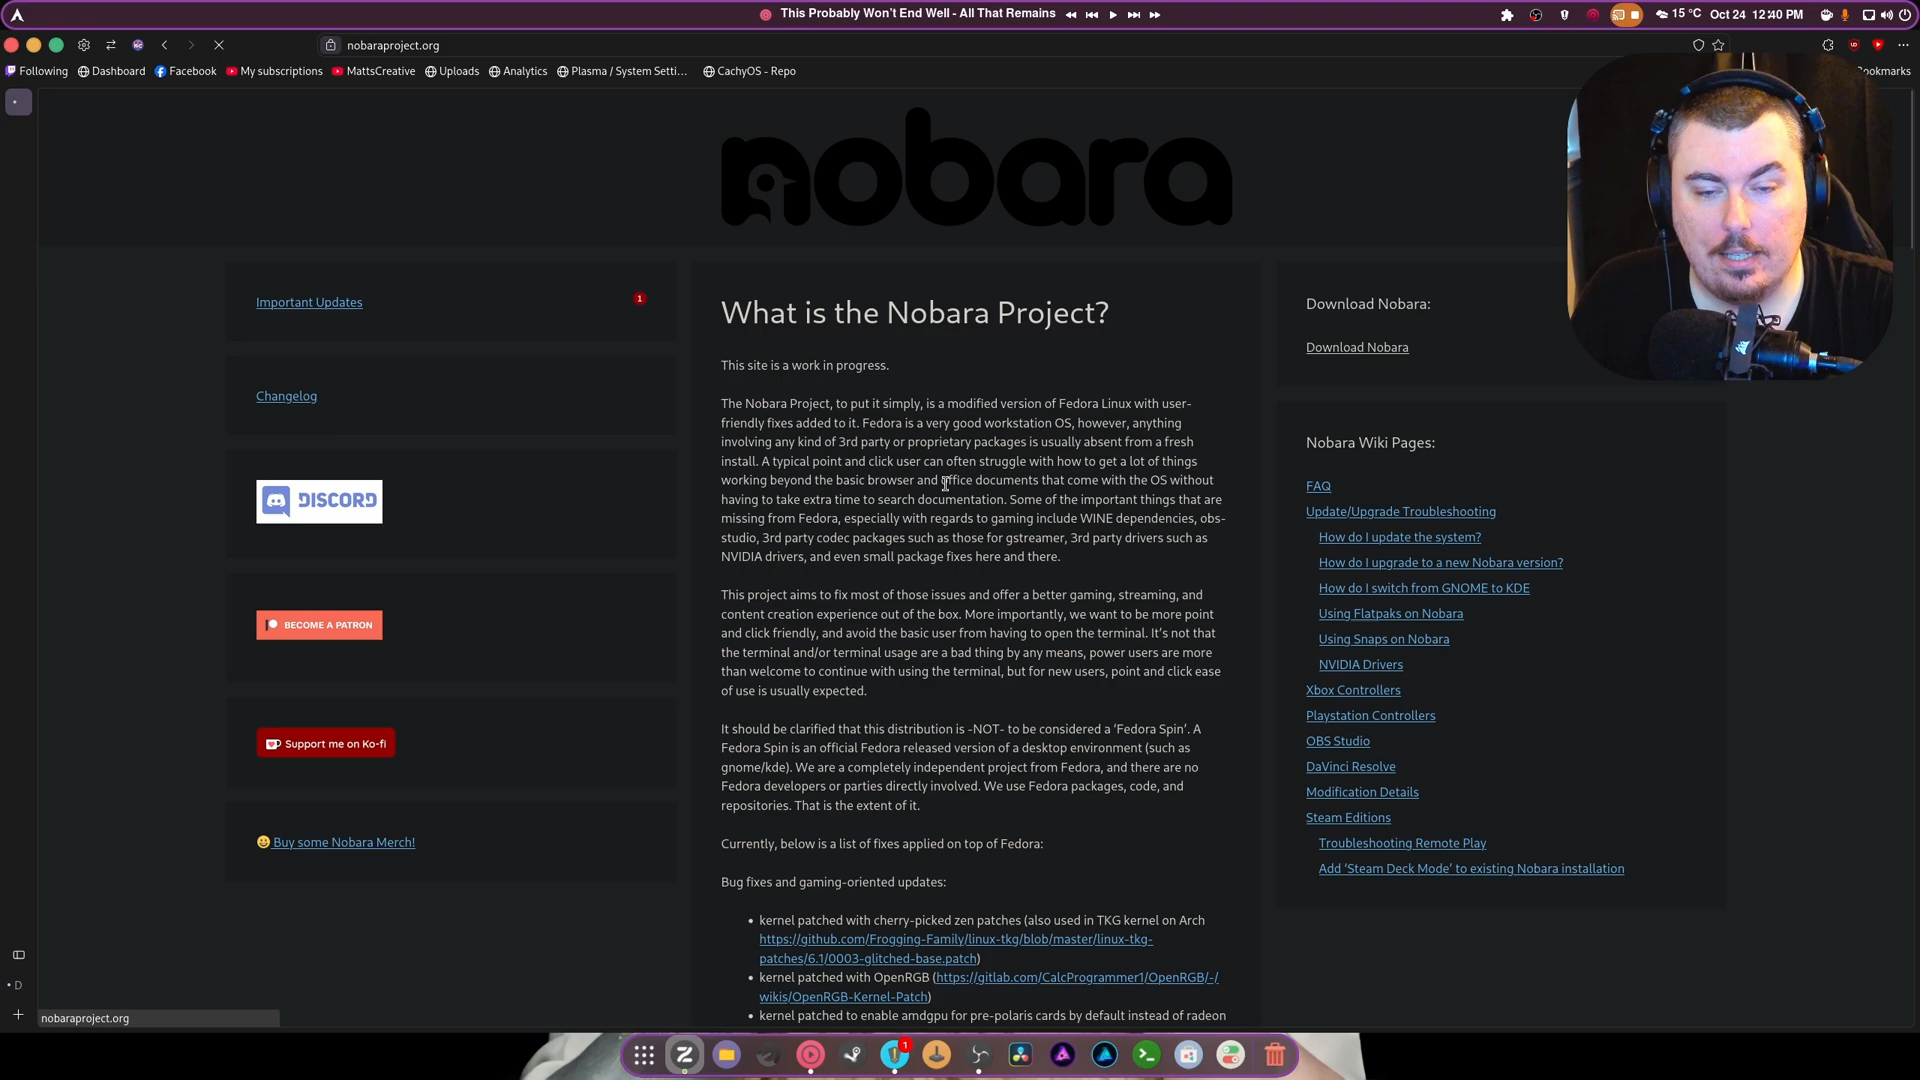 This Probably Won't End Well - All That Remains
15 °C Oct 24 12:40 PM
nobaraproject.org
Following Dashboard Facebook My subscriptions MattsCreative Uploads Analytics Plasma / System Setti... CachyOS - Repo
ookmarks
nobara
Important Updates
1
Changelog
DISCORD
BECOME A PATRON
Support me on Ko-fi
Buy some Nobara Merch!
What is the Nobara Project?
This site is a work in progress.
The Nobara Project, to put it simply, is a modified version of Fedora Linux with user-
friendly fixes added to it. Fedora is a very good workstation OS, however, anything
involving any kind of 3rd party or proprietary packages is usually absent from a fresh
install. A typical point and click user can often struggle with how to get a lot of things
working beyond the basic browser and office documents that come with the OS without
having to take extra time to search documentation. Some of the important things that are
missing from Fedora, especially with regards to gaming include WINE dependencies, obs-
studio, 3rd party codec packages such as those for gstreamer, 3rd party drivers such as
NVIDIA drivers, and even small package fixes here and there.
This project aims to fix most of those issues and offer a better gaming, streaming, and
content creation experience out of the box. More importantly, we want to be more point
and click friendly, and avoid the basic user from having to open the terminal. It's not that
the terminal and/or terminal usage are a bad thing by any means, power users are more
than welcome to continue with using the terminal, but for new users, point and click ease
of use is usually expected.
It should be clarified that this distribution is -NOT- to be considered a 'Fedora Spin'. A
Fedora Spin is an official Fedora released version of a desktop environment (such as
gnome/kde). We are a completely independent project from Fedora, and there are no
Fedora developers or parties directly involved. We use Fedora packages, code, and
repositories. That is the extent of it.
Currently, below is a list of fixes applied on top of Fedora:
Bug fixes and gaming-oriented updates:
• kernel patched with cherry-picked zen patches (also used in TKG kernel on Arch
https://github.com/Frogging-Family/linux-tkg/blob/master/linux-tkg-
patches/6.1/0003-glitched-base.patch)
• kernel patched with OpenRGB (https://gitlab.com/CalcProgrammer1/OpenRGB/-/
wikis/OpenRGB-Kernel-Patch)
• kernel patched to enable amdgpu for pre-polaris cards by default instead of radeon
Download Nobara:
Download Nobara
Nobara Wiki Pages:
FAQ
Update/Upgrade Troubleshooting
How do I update the system?
How do I upgrade to a new Nobara version?
How do I switch from GNOME to KDE
Using Flatpaks on Nobara
Using Snaps on Nobara
NVIDIA Drivers
Xbox Controllers
Playstation Controllers
OBS Studio
DaVinci Resolve
Modification Details
Steam Editions
Troubleshooting Remote Play
Add 'Steam Deck Mode' to existing Nobara installation
D
nobaraproject.org
1